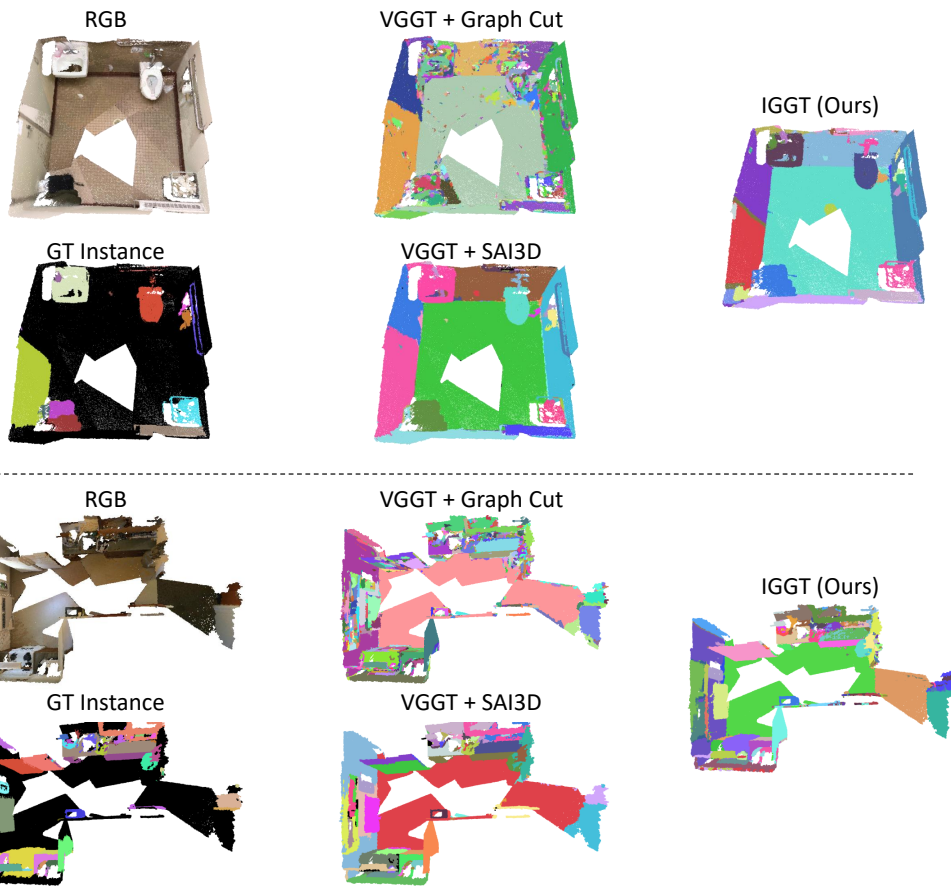 RGB
VGGT + Graph Cut
IGGT (Ours)
GT Instance
VGGT + SAI3D
RGB
VGGT + Graph Cut
IGGT (Ours)
GT Instance
VGGT + SAI3D